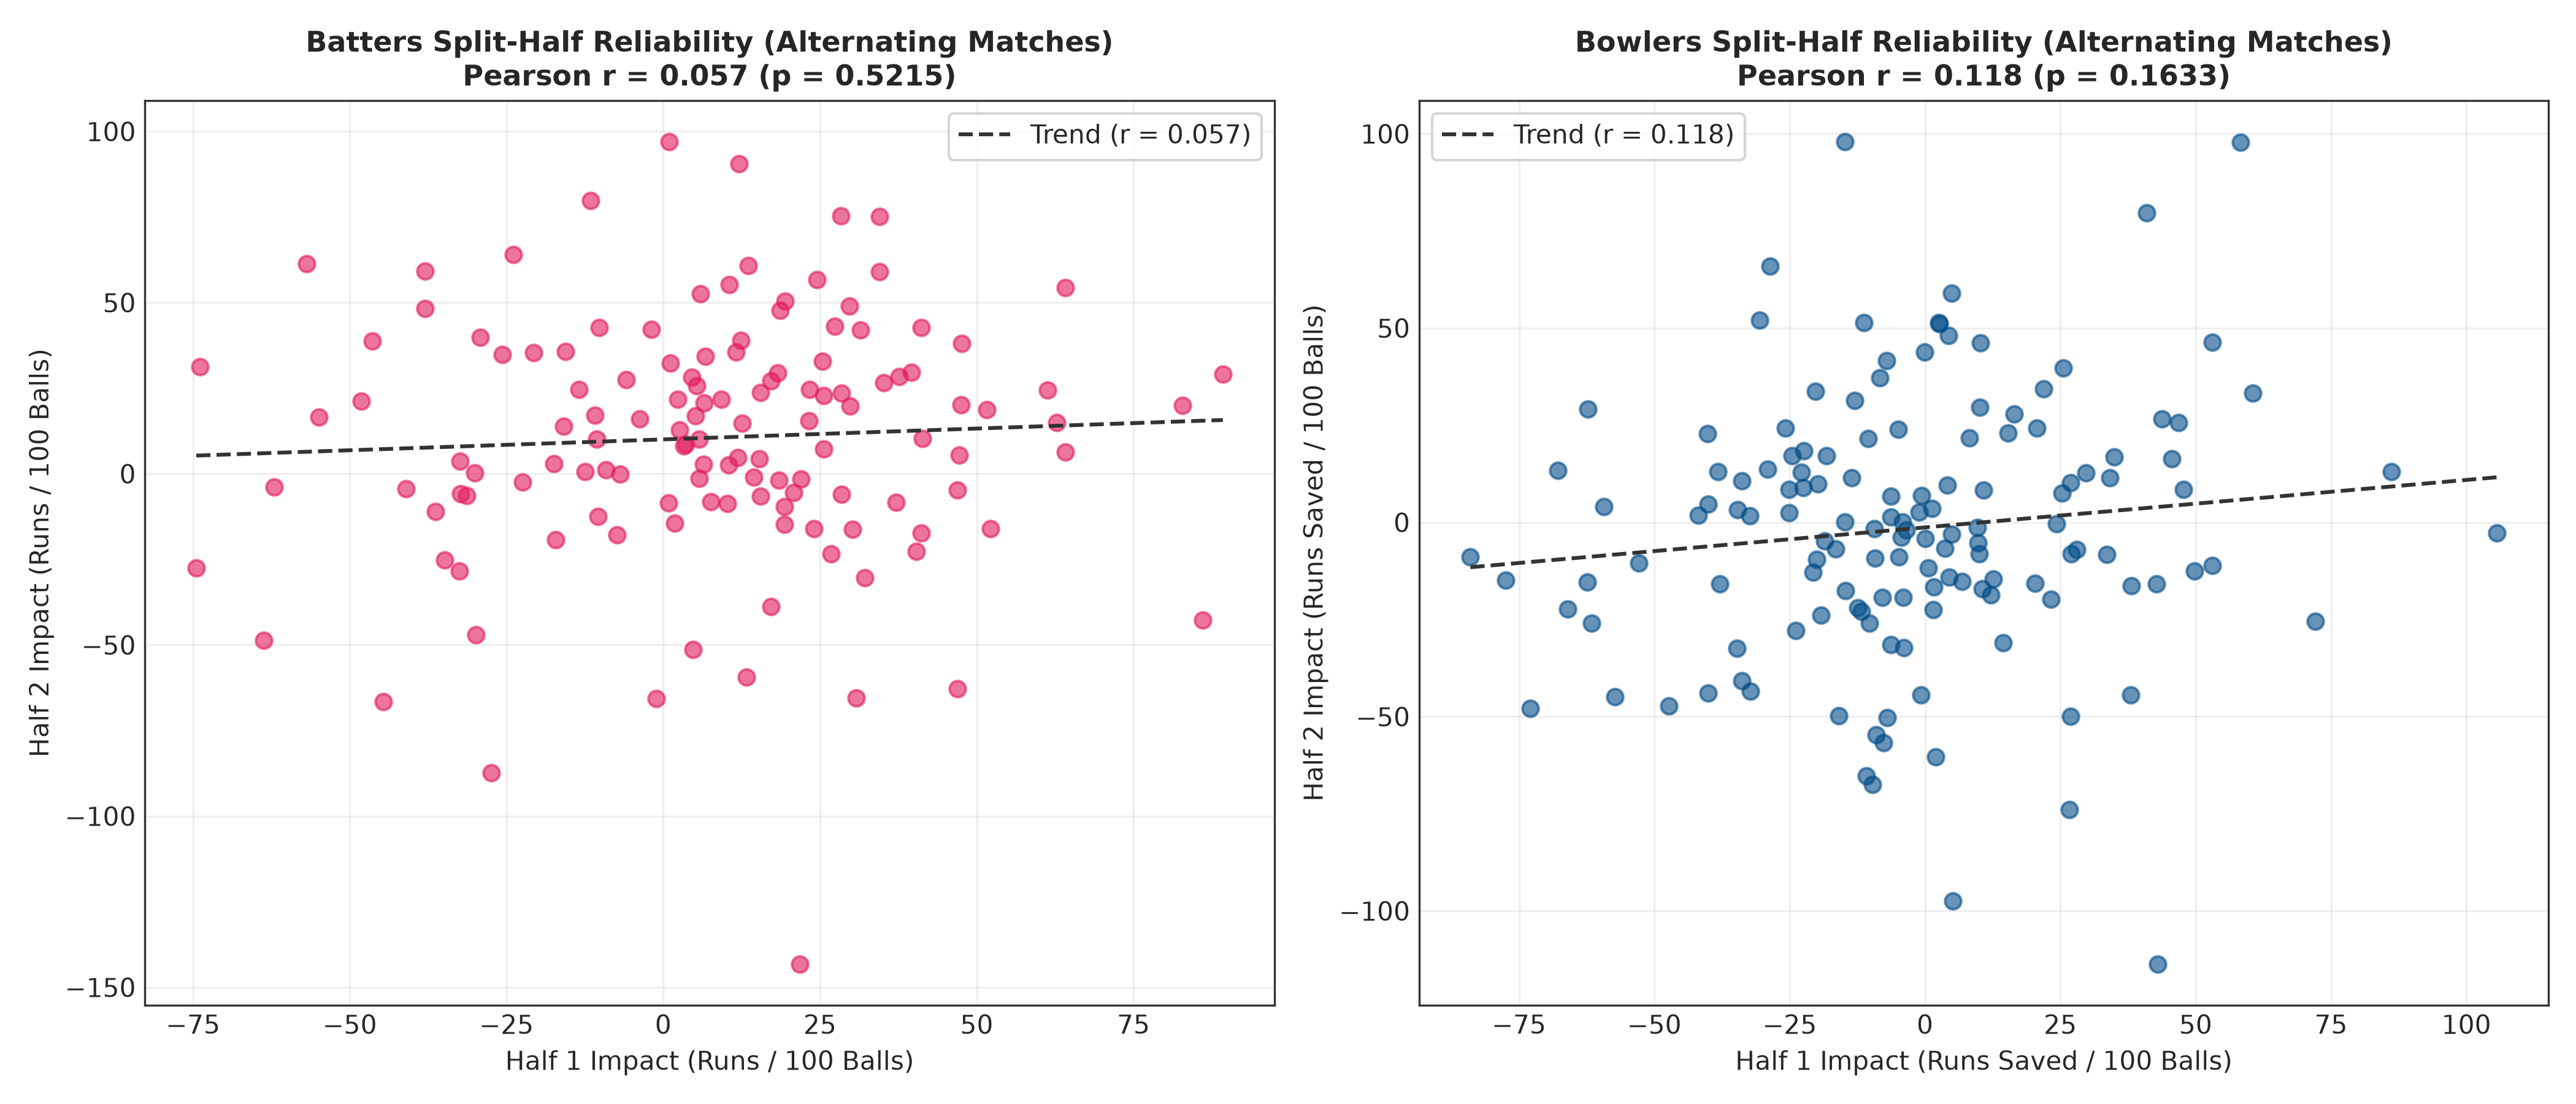 Batters Split-Half Reliability (Alternating Matches)
Pearson r = 0.057 (p = 0.5215)
Trend (r = 0.057)
100
50
0
−50
−100
−150
Half 2 Impact (Runs / 100 Balls)
−75
−50
−25
0
25
50
75
Half 1 Impact (Runs / 100 Balls)
Bowlers Split-Half Reliability (Alternating Matches)
Pearson r = 0.118 (p = 0.1633)
Trend (r = 0.118)
100
50
0
−50
−100
Half 2 Impact (Runs Saved / 100 Balls)
−75
−50
−25
0
25
50
75
100
Half 1 Impact (Runs Saved / 100 Balls)